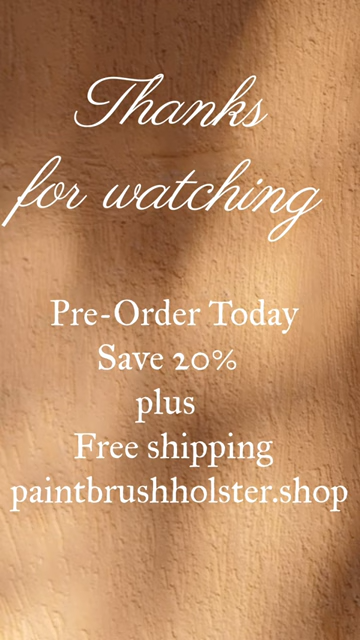 Thanks
for watching
Pre-Order Today
Save 20%
plus
Free shipping
paintbrushholster.shop